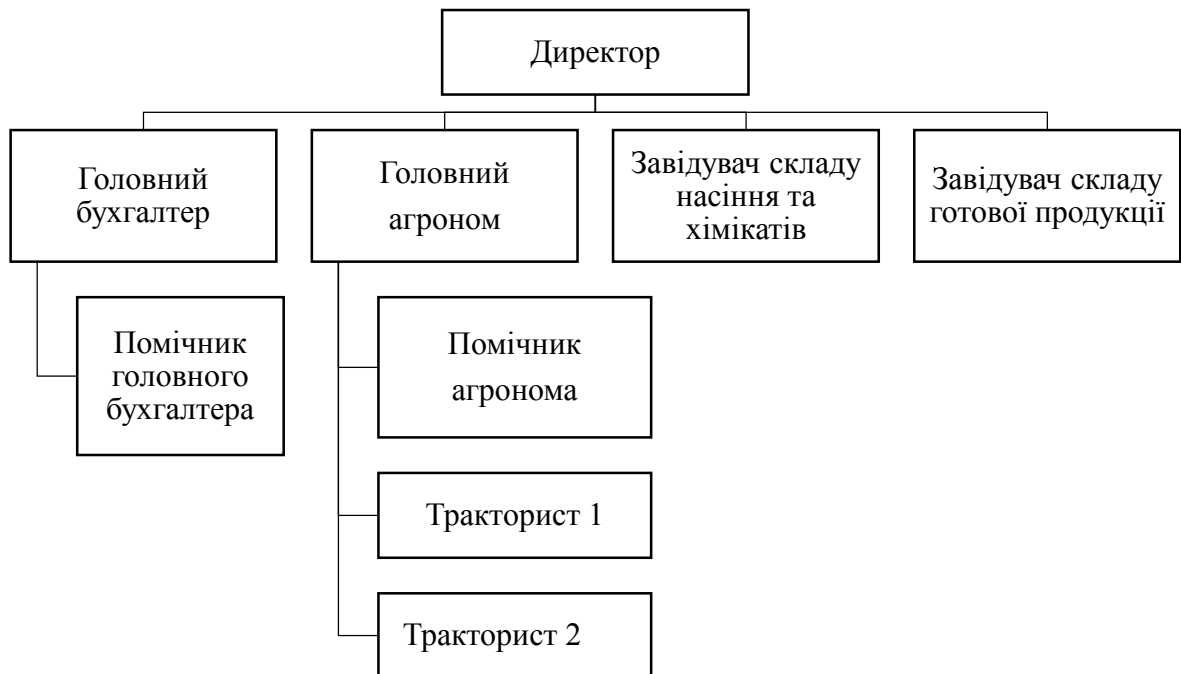 Директор
Головний
бухгалтер
Головний
агроном
Завідувач складу
насіння та
хімікатів
Завідувач складу
готової продукції
Помічник
головного
бухгалтера
Помічник
агронома
Тракторист 1
Тракторист 2